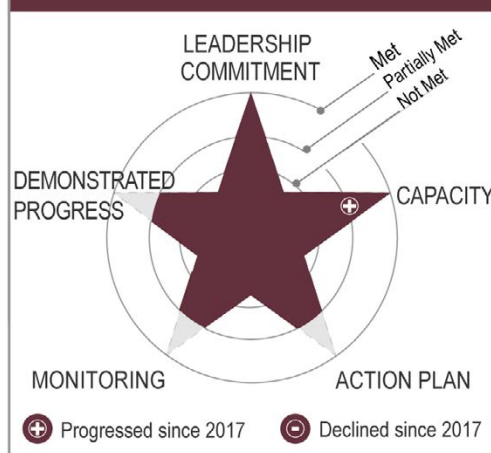 LEADERSHIP
COMMITMENT
Met
Partially Met
Not Met
DEMONSTRATED
PROGRESS
CAPACITY
MONITORING
ACTION PLAN
Progressed since 2017
Declined since 2017